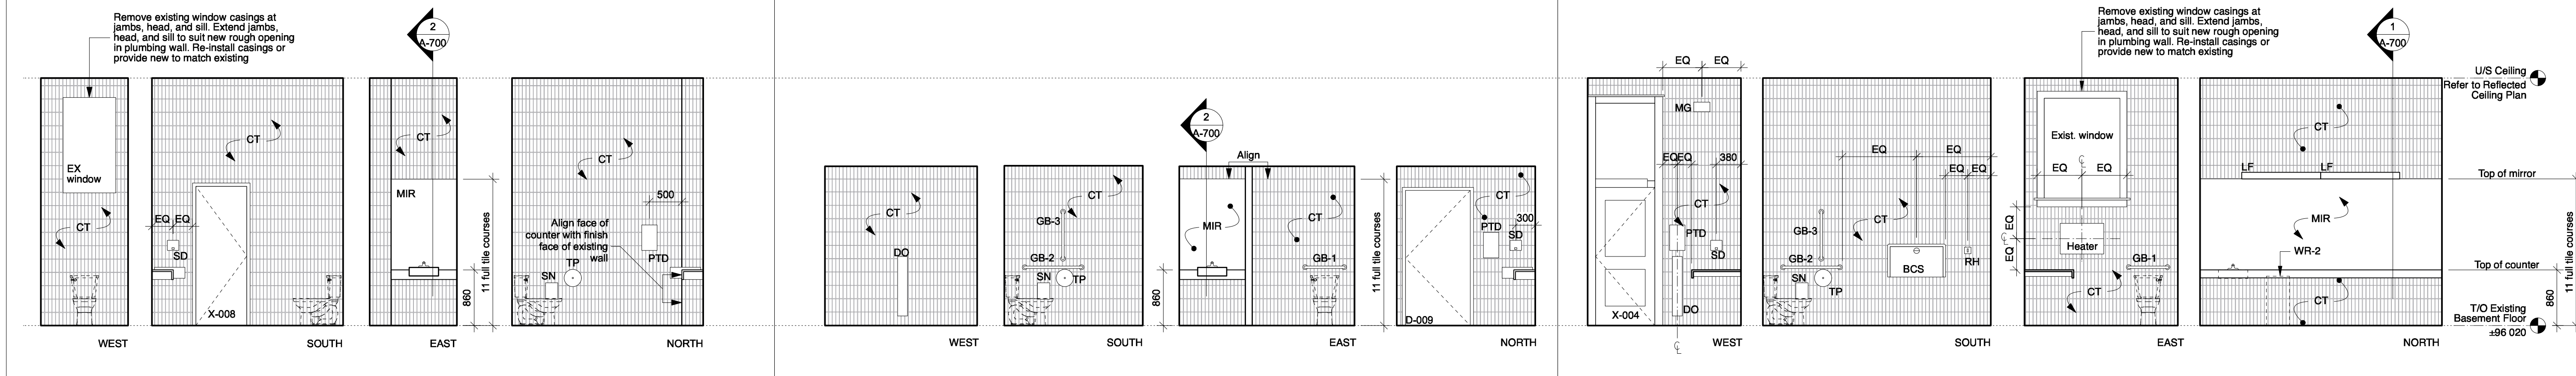 Remove existing window casings at
jambs, head, and sill. Extend jambs,
head, and sill to suit new rough opening
in plumbing wall. Re-install casings or
provide new to match existing
EX
window
CT
WEST
CT
EQ EQ
SD
X-008
SOUTH
2
A-700
CT
MIR
860
11 full tile courses
EAST
CT
500
Align face of
counter with finish
face of existing
wall
TP
SN
PTD
NORTH
CT
DO
WEST
CT
GB-3
GB-2
SN
TP
860
SOUTH
2
A-700
Align
MIR
CT
GB-1
11 full tile courses
EAST
CT
300
PTD
SD
D-009
NORTH
EQ EQ
MG
EQ EQ
380
CT
PTD
SD
X-004
DO
CL
WEST
EQ EQ
EQ EQ
GB-3
CT
GB-2
SN
TP
BCS
RH
SOUTH
Remove existing window casings at
jambs, head, and sill. Extend jambs,
head, and sill to suit new rough opening
in plumbing wall. Re-install casings or
provide new to match existing
Exist. window
CL
EQ EQ
EQ
CL
EQ
Heater
GB-1
CT
EAST
1
A-700
CT
LF LF
MIR
WR-2
CT
NORTH
U/S Ceiling
Refer to Reflected
Ceiling Plan
Top of mirror
Top of counter
860
11 full tile courses
T/O Existing
Basement Floor
±96 020